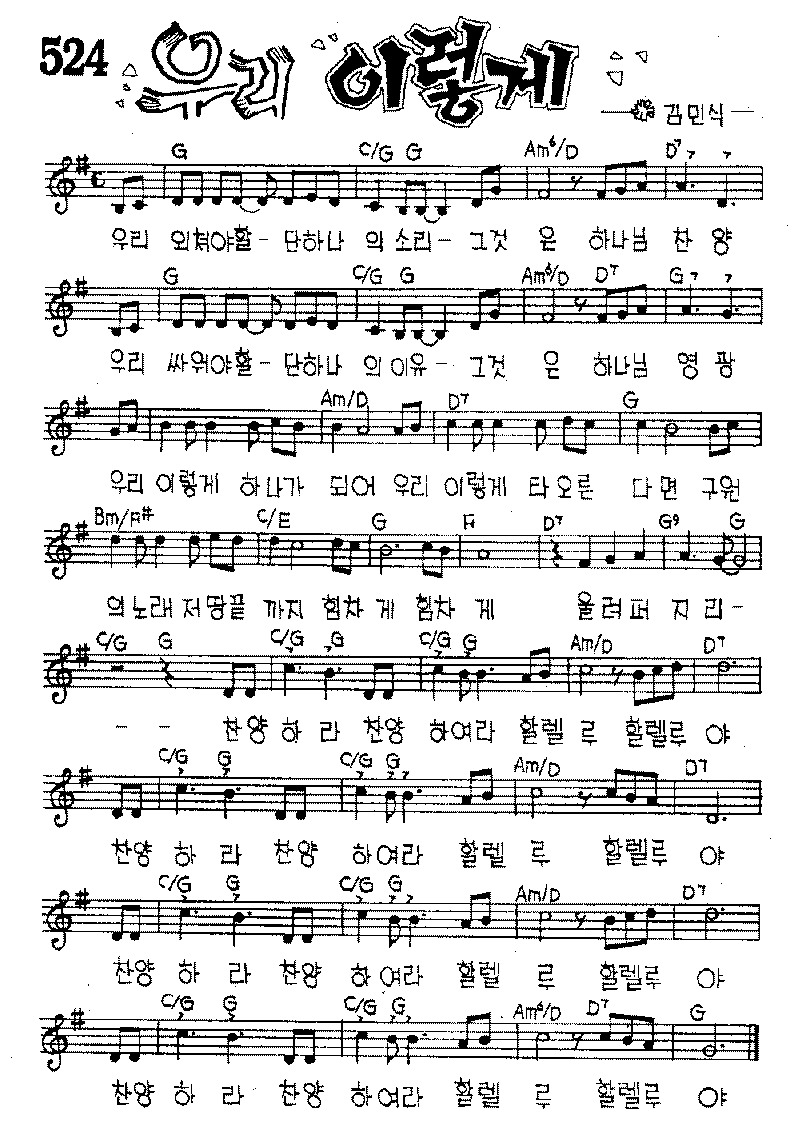 524 우리 이렇게
김민식
G C/G G Am⁶/D D⁷
우리 외쳐야할- 단하나 의소리- 그것 은 하나님 찬 양
G C/G G Am⁶/D D⁷ G
우리 싸워야할- 단하나 의이유- 그것 은 하나님 영 광
Am/D D⁷ G
우리 이렇게 하나가 되어 우리 이렇게 타오른 다면 구원
Bm/F# C/E G F D⁷ G⁹ G
의노래 저땅끝 까지 힘차 게 힘차 게 울려퍼 지리-
C/G G C/G G C/G G Am/D D⁷
- - 찬양 하 라 찬양 하여라 할렐 루 할렐루 야
C/G G C/G G Am/D D⁷
찬양 하 라 찬양 하여라 할렐 루 할렐루 야
C/G G C/G G Am/D D⁷
찬양 하 라 찬양 하여라 할렐 루 할렐루 야
C/G G C/G G Am⁶/D D⁷ G
찬양 하 라 찬양 하여라 할렐 루 할렐루 야